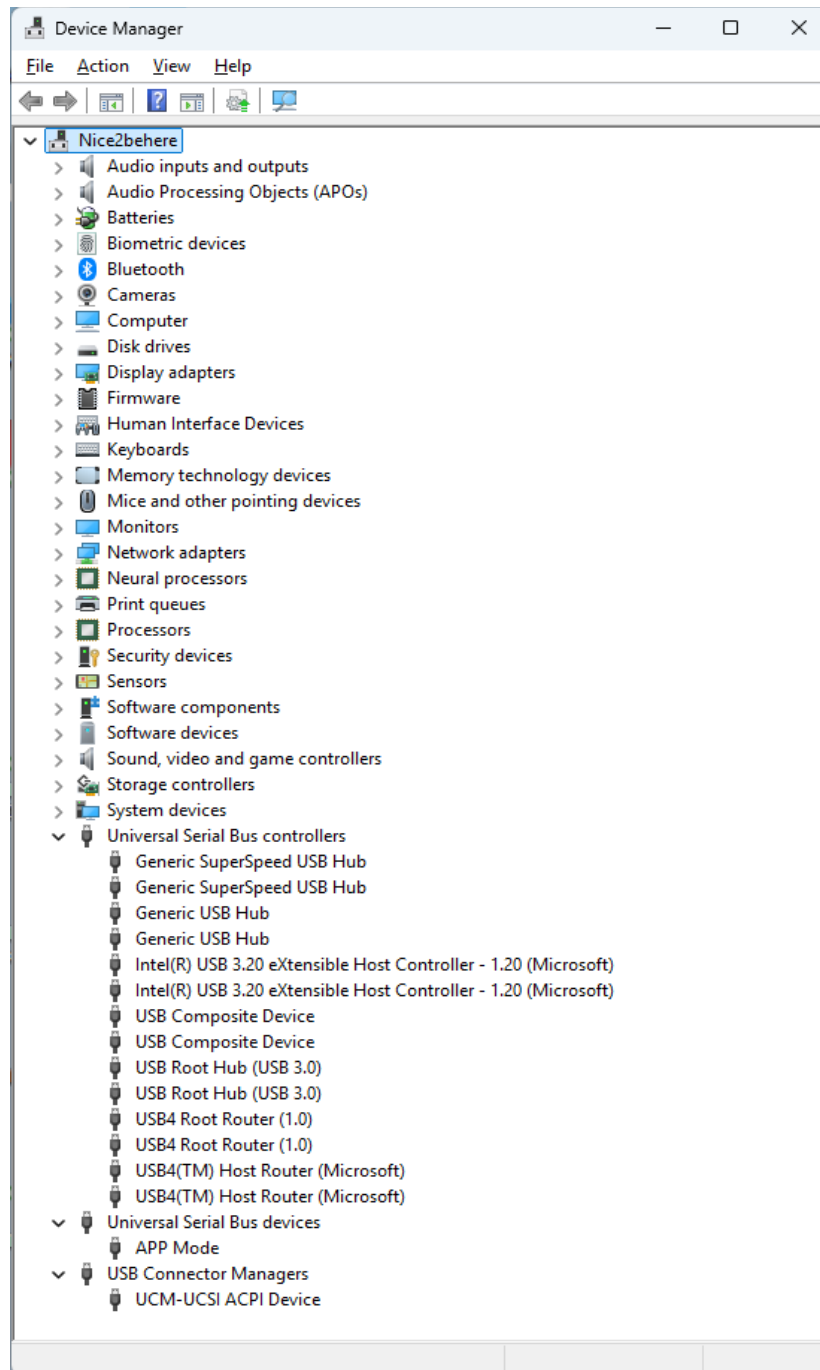 Device Manager
File Action View Help
Nice2behere
Audio inputs and outputs
Audio Processing Objects (APOs)
Batteries
Biometric devices
Bluetooth
Cameras
Computer
Disk drives
Display adapters
Firmware
Human Interface Devices
Keyboards
Memory technology devices
Mice and other pointing devices
Monitors
Network adapters
Neural processors
Print queues
Processors
Security devices
Sensors
Software components
Software devices
Sound, video and game controllers
Storage controllers
System devices
Universal Serial Bus controllers
Generic SuperSpeed USB Hub
Generic SuperSpeed USB Hub
Generic USB Hub
Generic USB Hub
Intel(R) USB 3.20 eXtensible Host Controller - 1.20 (Microsoft)
Intel(R) USB 3.20 eXtensible Host Controller - 1.20 (Microsoft)
USB Composite Device
USB Composite Device
USB Root Hub (USB 3.0)
USB Root Hub (USB 3.0)
USB4 Root Router (1.0)
USB4 Root Router (1.0)
USB4(TM) Host Router (Microsoft)
USB4(TM) Host Router (Microsoft)
Universal Serial Bus devices
APP Mode
USB Connector Managers
UCM-UCSI ACPI Device